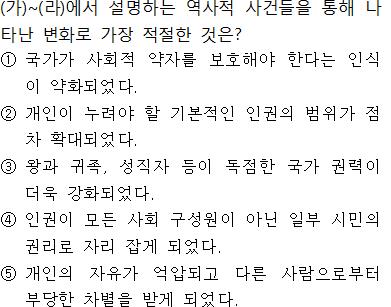 (가)~(라)에서 설명하는 역사적 사건들을 통해 나
타난 변화로 가장 적절한 것은?
① 국가가 사회적 약자를 보호해야 한다는 인식
이 약화되었다.
② 개인이 누려야 할 기본적인 인권의 범위가 점
차 확대되었다.
③ 왕과 귀족, 성직자 등이 독점한 국가 권력이
더욱 강화되었다.
④ 인권이 모든 사회 구성원이 아닌 일부 시민의
권리로 자리 잡게 되었다.
⑤ 개인의 자유가 억압되고 다른 사람으로부터
부당한 차별을 받게 되었다.